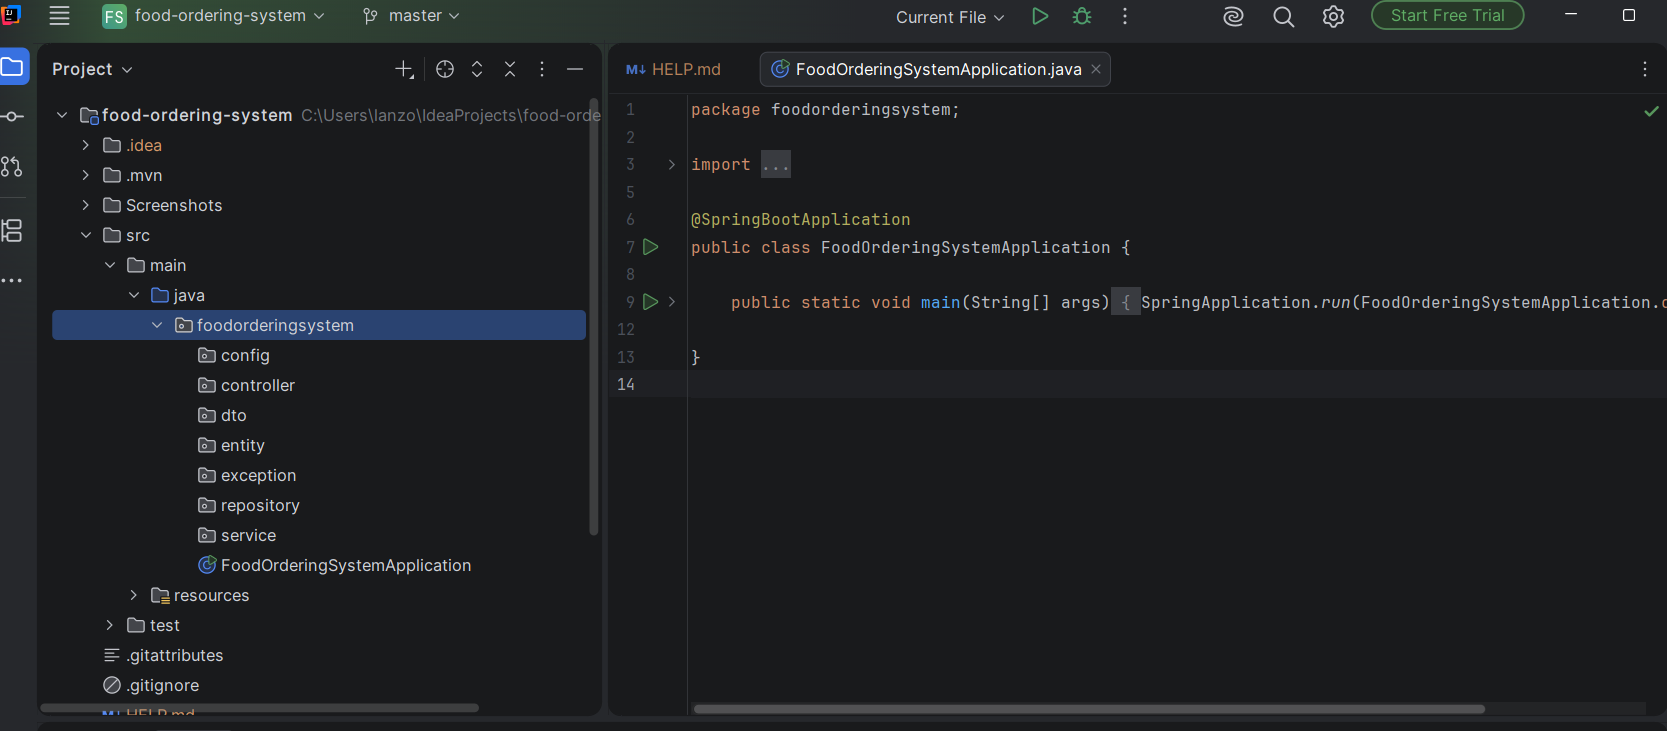 FS food-ordering-system master Current File Start Free Trial
Project
HELP.md FoodOrderingSystemApplication.java
food-ordering-system C:\Users\lanzo\IdeaProjects\food-orde
.idea
.mvn
Screenshots
src
main
java
foodorderingsystem
config
controller
dto
entity
exception
repository
service
FoodOrderingSystemApplication
resources
test
.gitattributes
.gitignore
HELP.md
1 package foodorderingsystem;
2
3 import ...
5
6 @SpringBootApplication
7 public class FoodOrderingSystemApplication {
8
9 public static void main(String[] args) { SpringApplication.run(FoodOrderingSystemApplication.
12
13 }
14